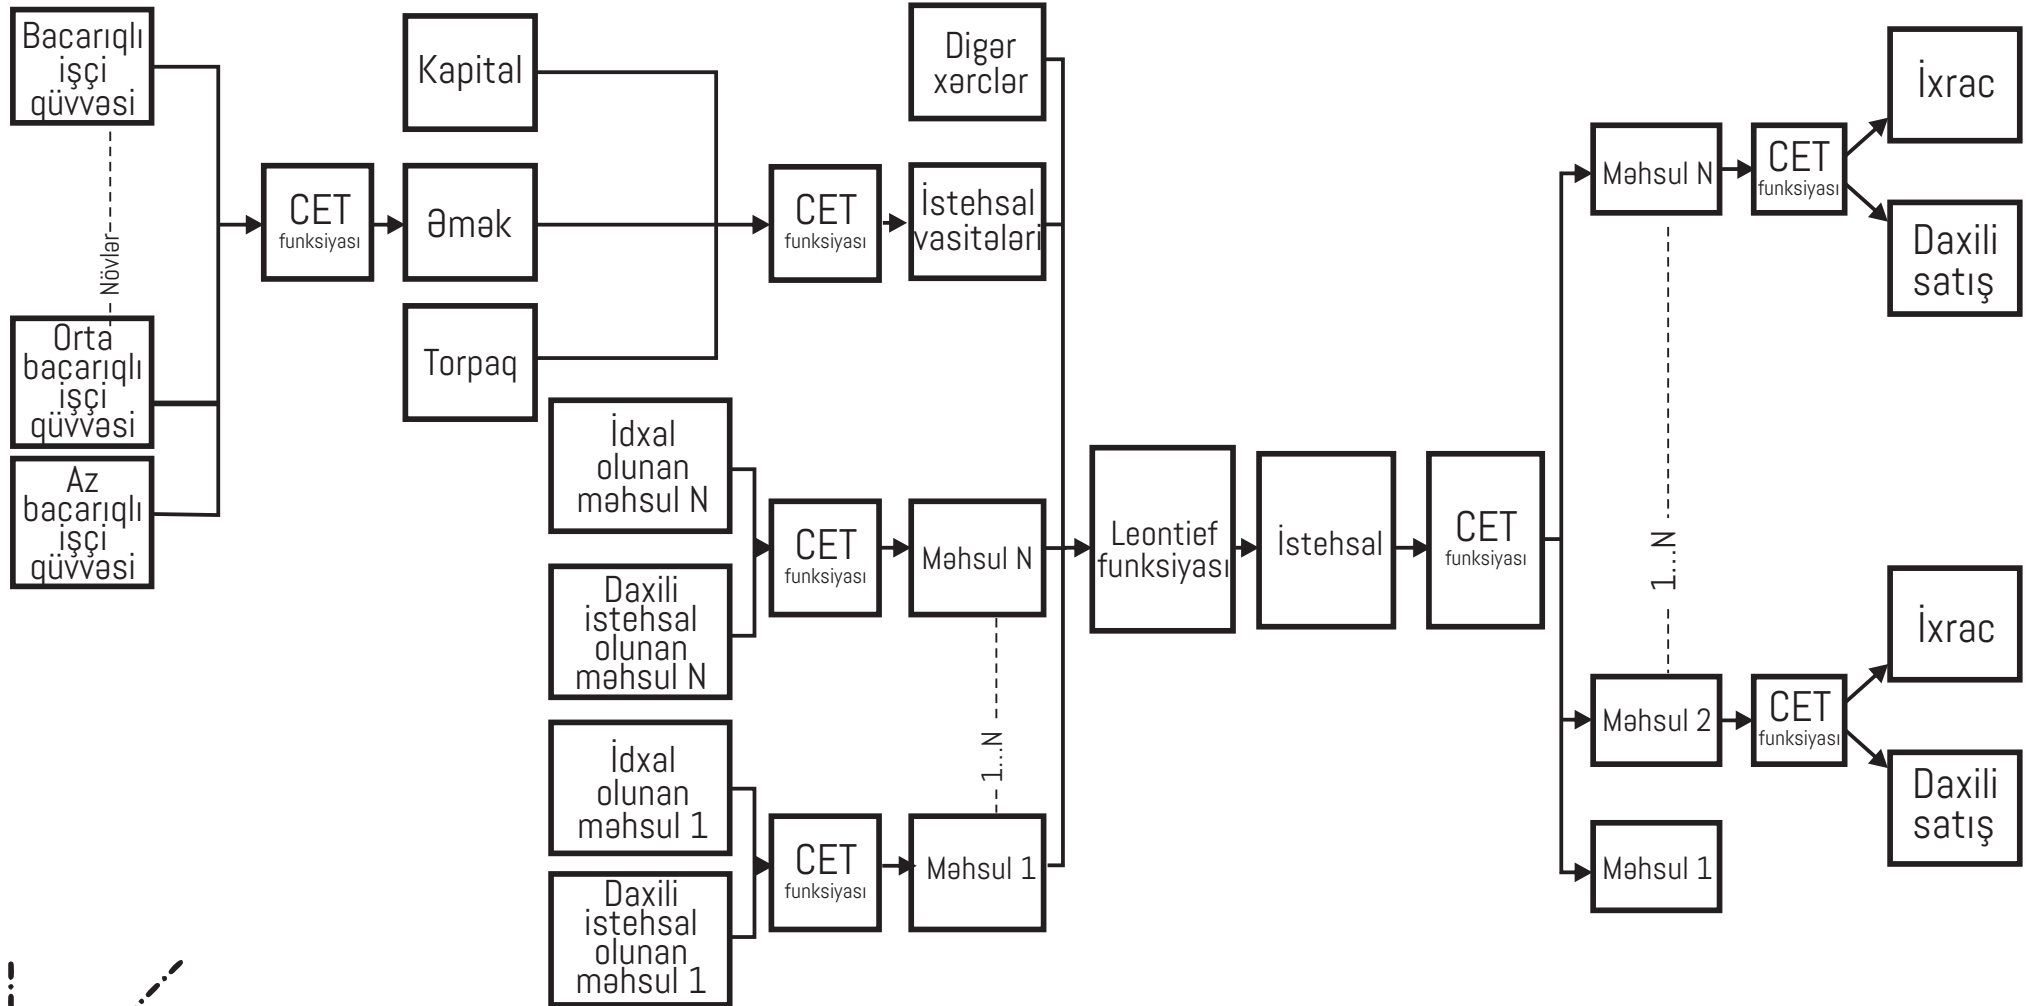 Bacarıqlı
işçi
qüvvəsi
Növlər
Orta
bacarıqlı
işçi
qüvvəsi
Az
bacarıqlı
işçi
qüvvəsi
CET
funksiyası
Kapital
Əmək
Torpaq
CET
funksiyası
Digər
xərclər
İstehsal
vasitələri
İdxal
olunan
məhsul N
Daxili
istehsal
olunan
məhsul N
CET
funksiyası
Məhsul N
1...N
İdxal
olunan
məhsul 1
Daxili
istehsal
olunan
məhsul 1
CET
funksiyası
Məhsul 1
Leontief
funksiyası
İstehsal
CET
funksiyası
Məhsul N
CET
funksiyası
İxrac
Daxili
satış
1...N
Məhsul 2
CET
funksiyası
İxrac
Daxili
satış
Məhsul 1